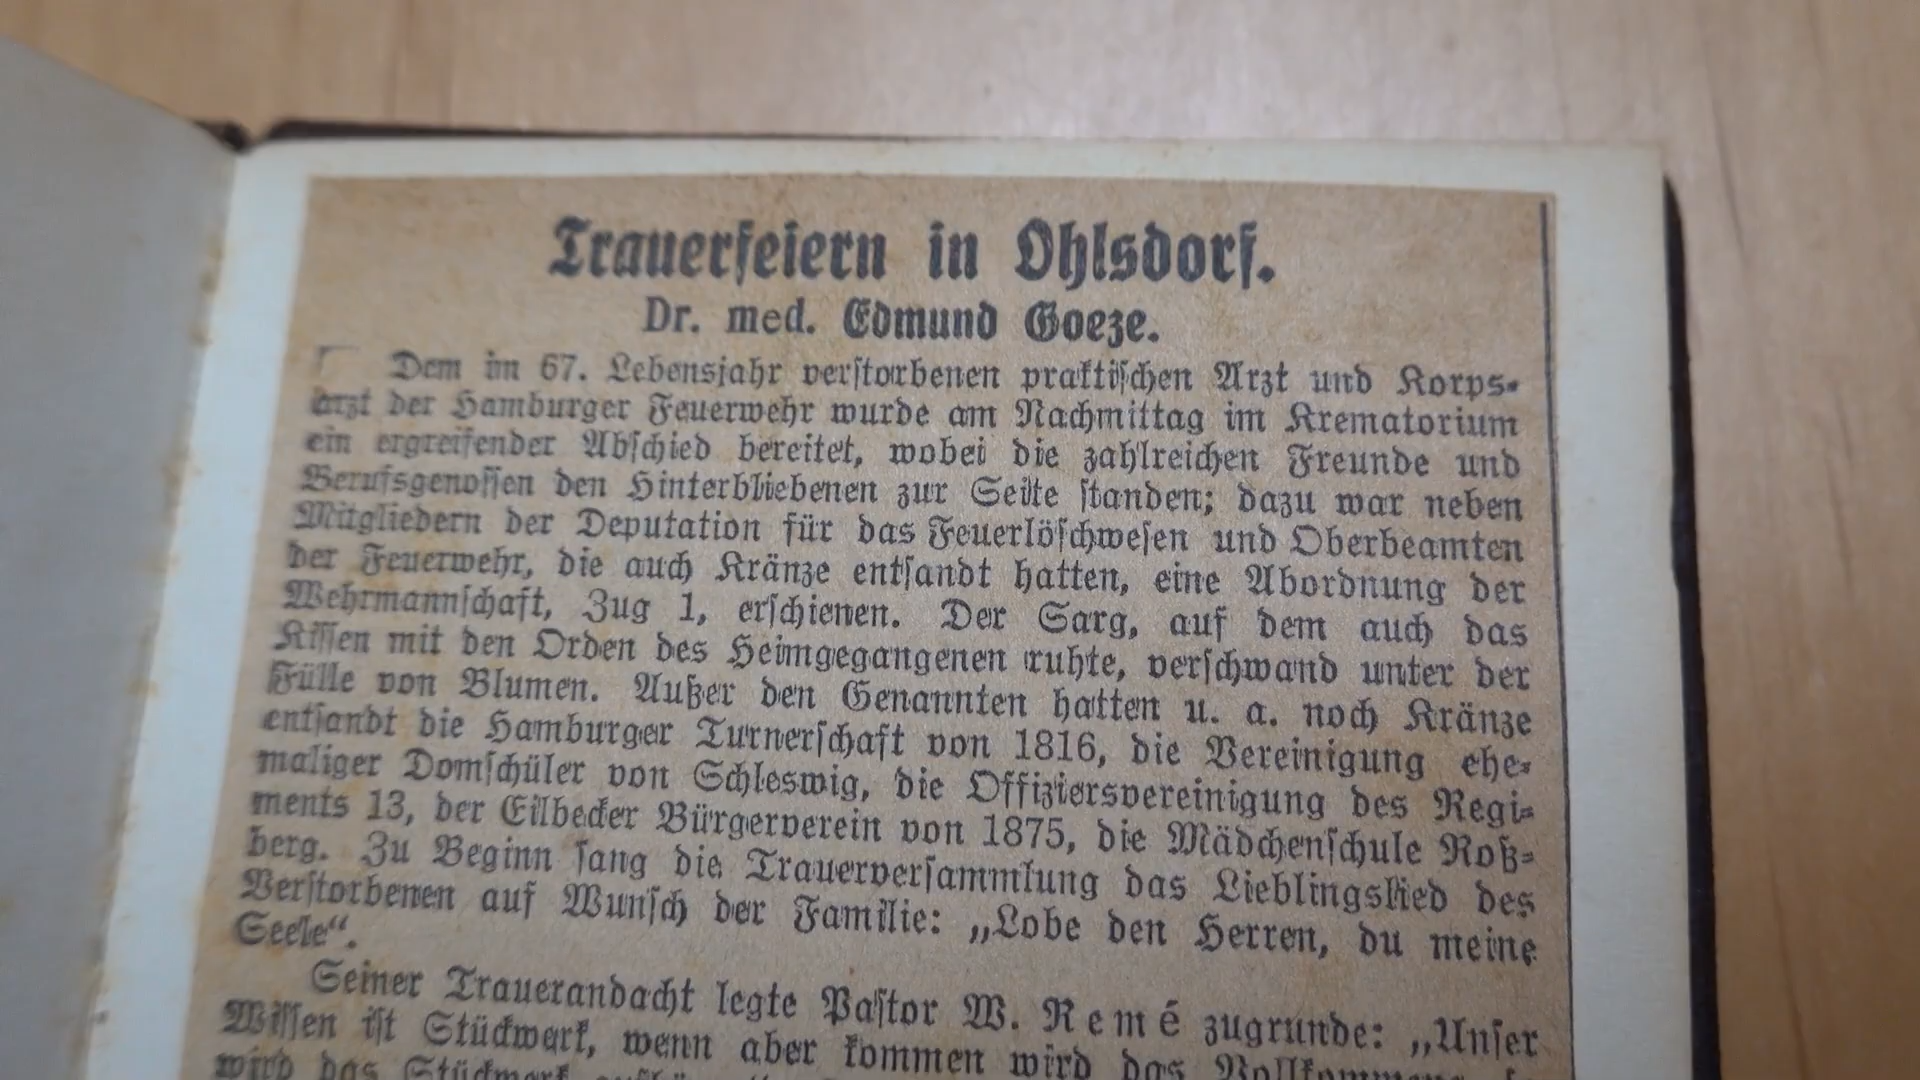 Trauerfeiern in Ohlsdorf.
Dr. med. Edmund Goeze.
Dem im 67. Lebensjahr verstorbenen praktischen Arzt und Korps-
arzt der Hamburger Feuerwehr wurde am Nachmittag im Krematorium
ein ergreifender Abschied bereitet, wobei die zahlreichen Freunde und
Berufsgenossen den Hinterbliebenen zur Seite standen; dazu war neben
Mitgliedern der Deputation für das Feuerlöschwesen und Oberbeamten
der Feuerwehr, die auch Kränze entsandt hatten, eine Abordnung der
Wehrmannschaft, Zug 1, erschienen. Der Sarg, auf dem auch das
Kissen mit den Orden des Heimgegangenen ruhte, verschwand unter der
Fülle von Blumen. Außer den Genannten hatten u. a. noch Kränze
entsandt die Hamburger Turnerschaft von 1816, die Vereinigung ehe-
maliger Domschüler von Schleswig, die Offiziersvereinigung des Regi-
ments 13, der Eilbecker Bürgerverein von 1875, die Mädchenschule Roß-
berg. Zu Beginn sang die Trauerversammlung das Lieblingslied des
Verstorbenen auf Wunsch der Familie: „Lobe den Herren, du meine
Seele“.
Seiner Trauerandacht legte Pastor W. Remé zugrunde: „Unser
Wissen ist Stückwerk, wenn aber kommen wird das Vollkommene, so
wird das Stückwerk